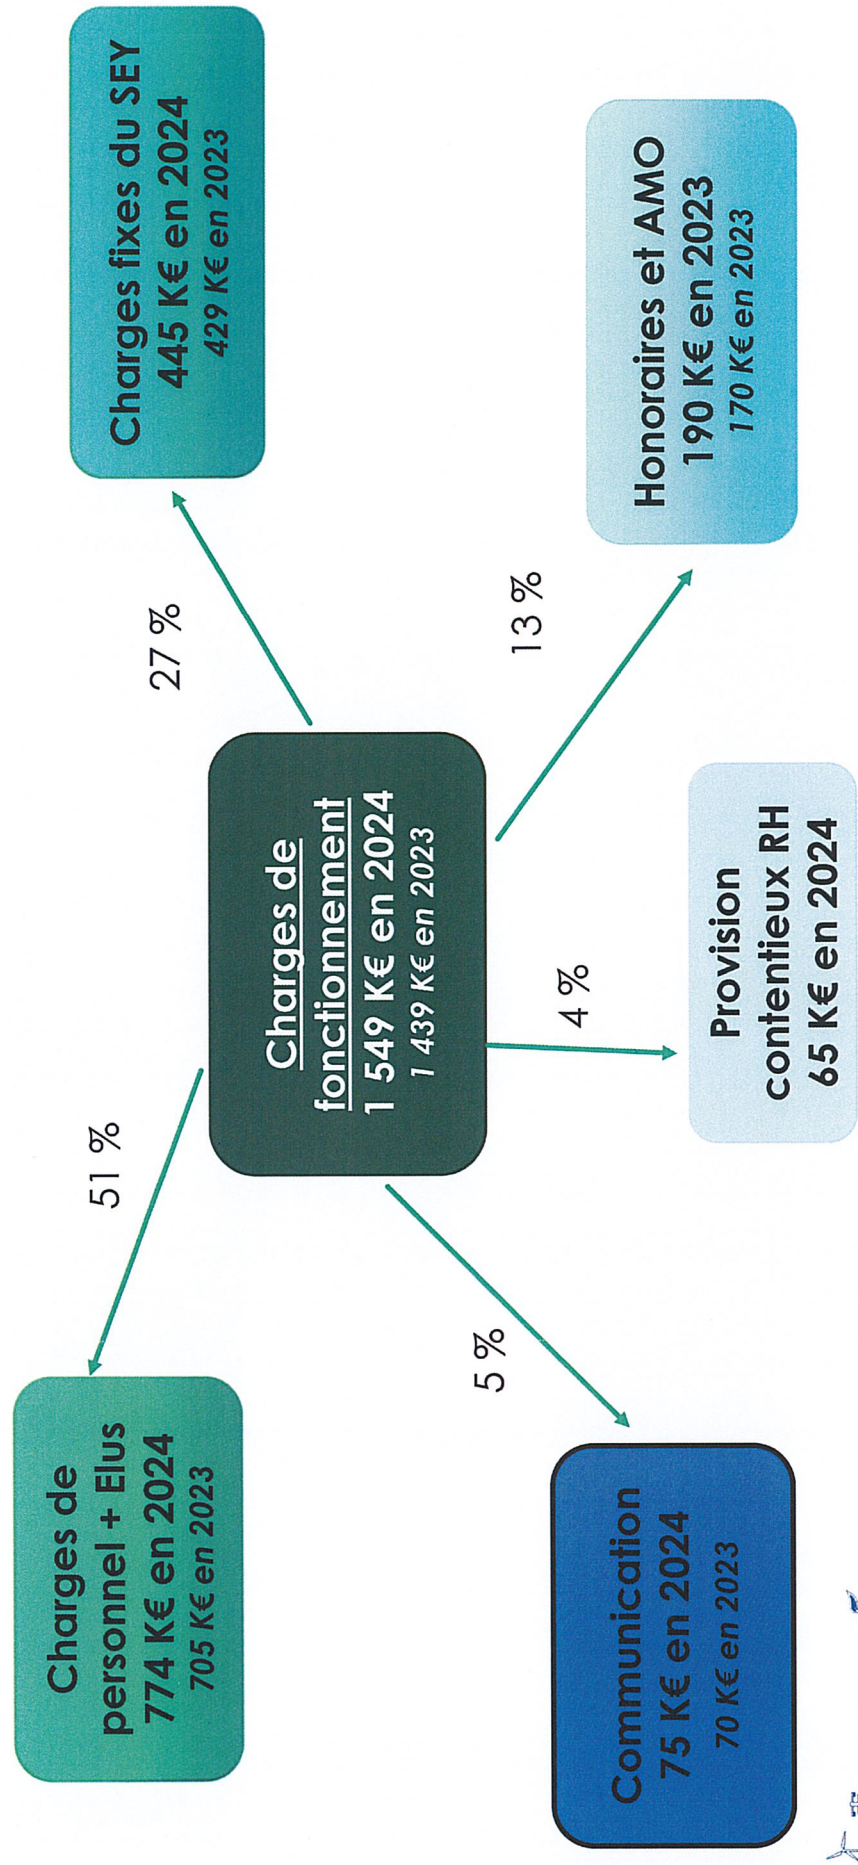 Charges de
personnel + Elus
774 K€ en 2024
705 K€ en 2023
51 %
27 %
Charges fixes du SEY
445 K€ en 2024
429 K€ en 2023
Charges de
fonctionnement
1 549 K€ en 2024
1 439 K€ en 2023
5 %
4 %
13 %
Communication
75 K€ en 2024
70 K€ en 2023
Provision
contentieux RH
65 K€ en 2024
Honoraires et AMO
190 K€ en 2023
170 K€ en 2023